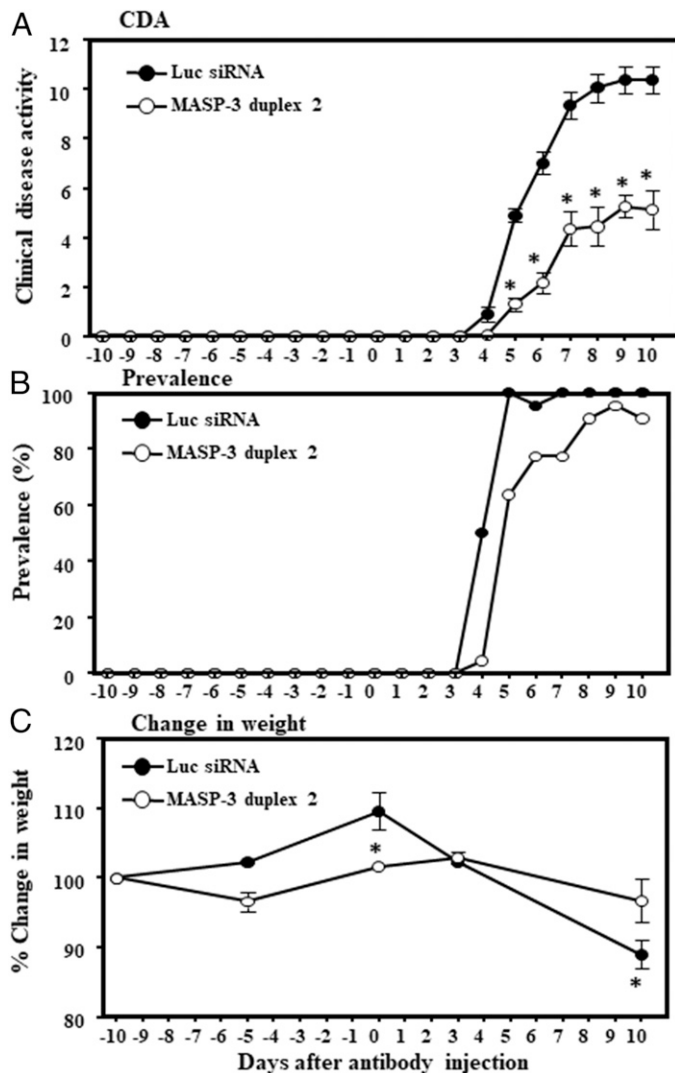 A
CDA
12
10
8
6
4
2
0
Clinical disease activity
Luc siRNA
MASP-3 duplex 2
* * * * * *
-10 -9 -8 -7 -6 -5 -4 -3 -2 -1 0 1 2 3 4 5 6 7 8 9 10
B
Prevalence
100
80
60
40
20
0
Prevalence (%)
Luc siRNA
MASP-3 duplex 2
-10 -9 -8 -7 -6 -5 -4 -3 -2 -1 0 1 2 3 4 5 6 7 8 9 10
C
Change in weight
120
110
100
90
80
% Change in weight
Luc siRNA
MASP-3 duplex 2
*
*
-10 -9 -8 -7 -6 -5 -4 -3 -2 -1 0 1 2 3 4 5 6 7 8 9 10
Days after antibody injection